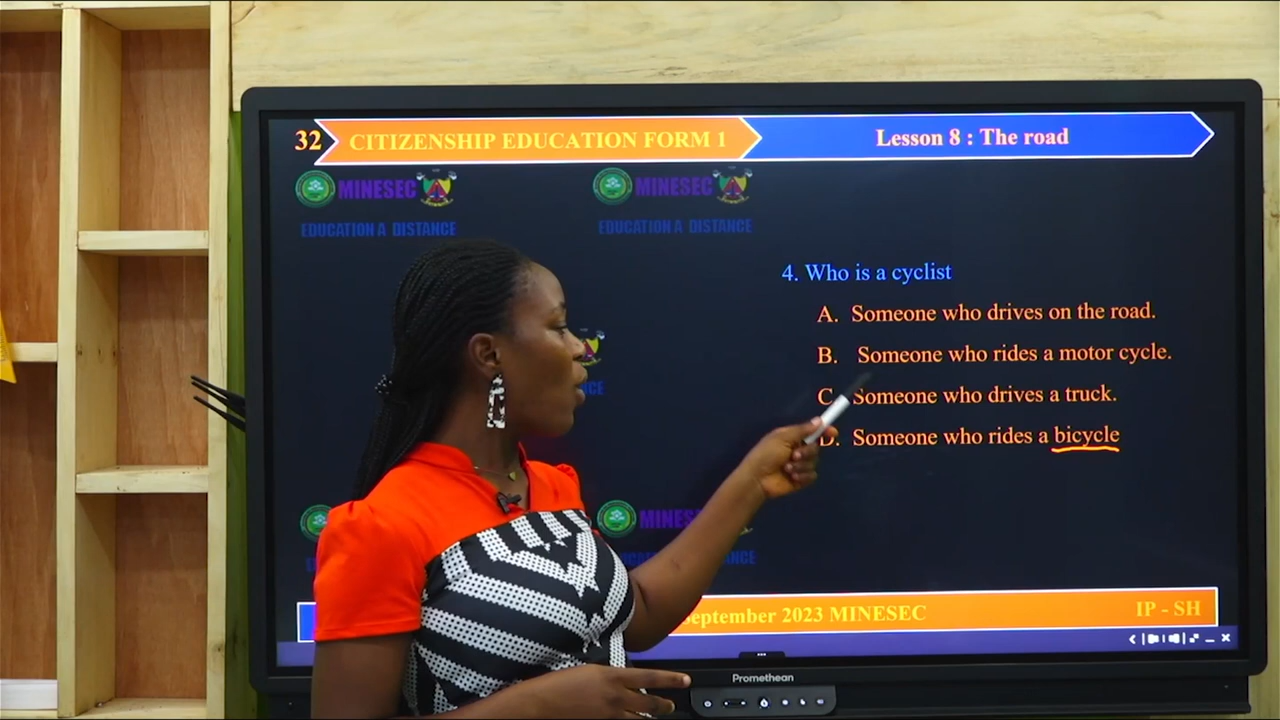 32 CITIZENSHIP EDUCATION FORM 1 Lesson 8 : The road
MINESEC MINESEC
EDUCATION A DISTANCE EDUCATION A DISTANCE
4. Who is a cyclist
A. Someone who drives on the road.
B. Someone who rides a motor cycle.
C. Someone who drives a truck.
D. Someone who rides a bicycle
September 2023 MINESEC IP - SH
Promethean